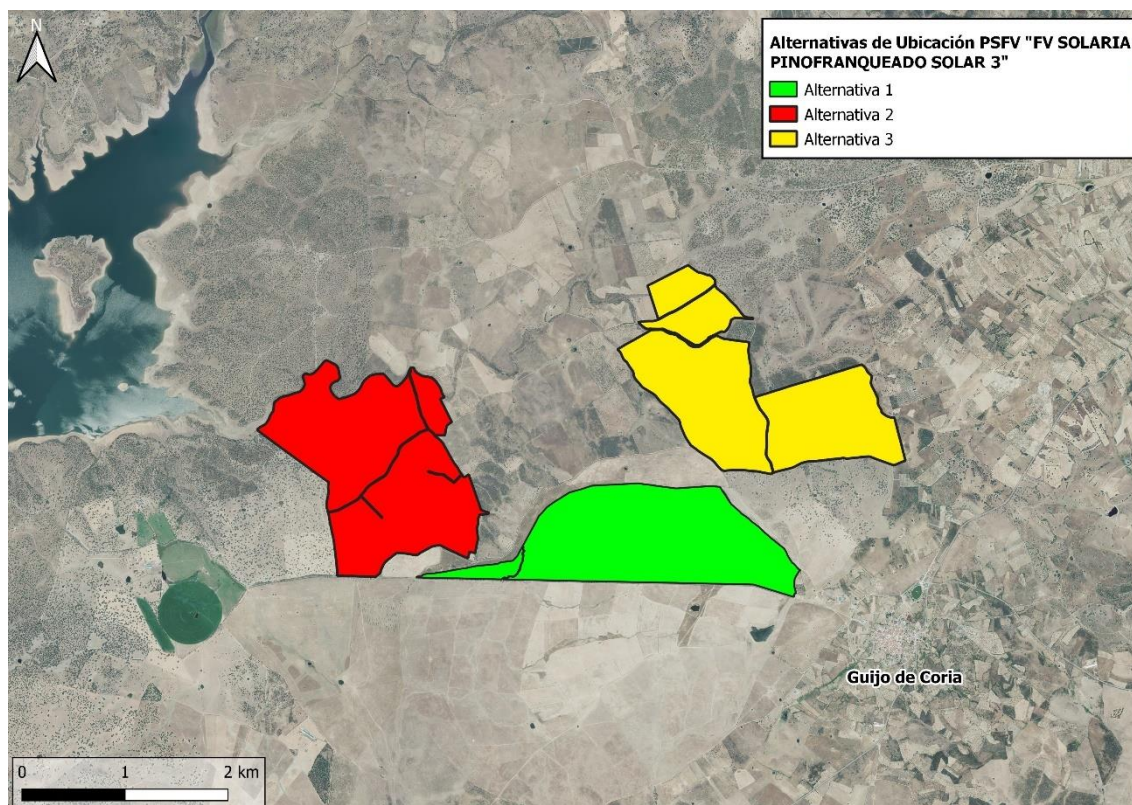 N
Alternativas de Ubicación PSFV "FV SOLARIA
PINOFRANQUEADO SOLAR 3"
Alternativa 1
Alternativa 2
Alternativa 3
Guijo de Coria
0 1 2 km